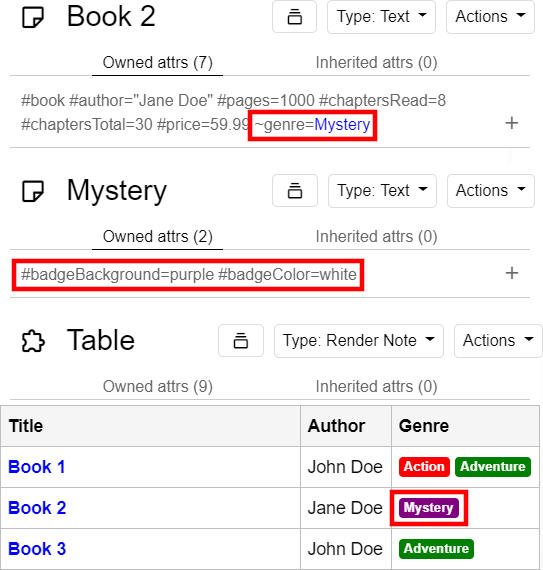 Book 2 Type: Text Actions
Owned attrs (7) Inherited attrs (0)
#book #author="Jane Doe" #pages=1000 #chaptersRead=8
#chaptersTotal=30 #price=59.99 ~genre=Mystery +
Mystery Type: Text Actions
Owned attrs (2) Inherited attrs (0)
#badgeBackground=purple #badgeColor=white +
Table Type: Render Note Actions
Owned attrs (9) Inherited attrs (0)
Title Author Genre
Book 1 John Doe Action Adventure
Book 2 Jane Doe Mystery
Book 3 John Doe Adventure